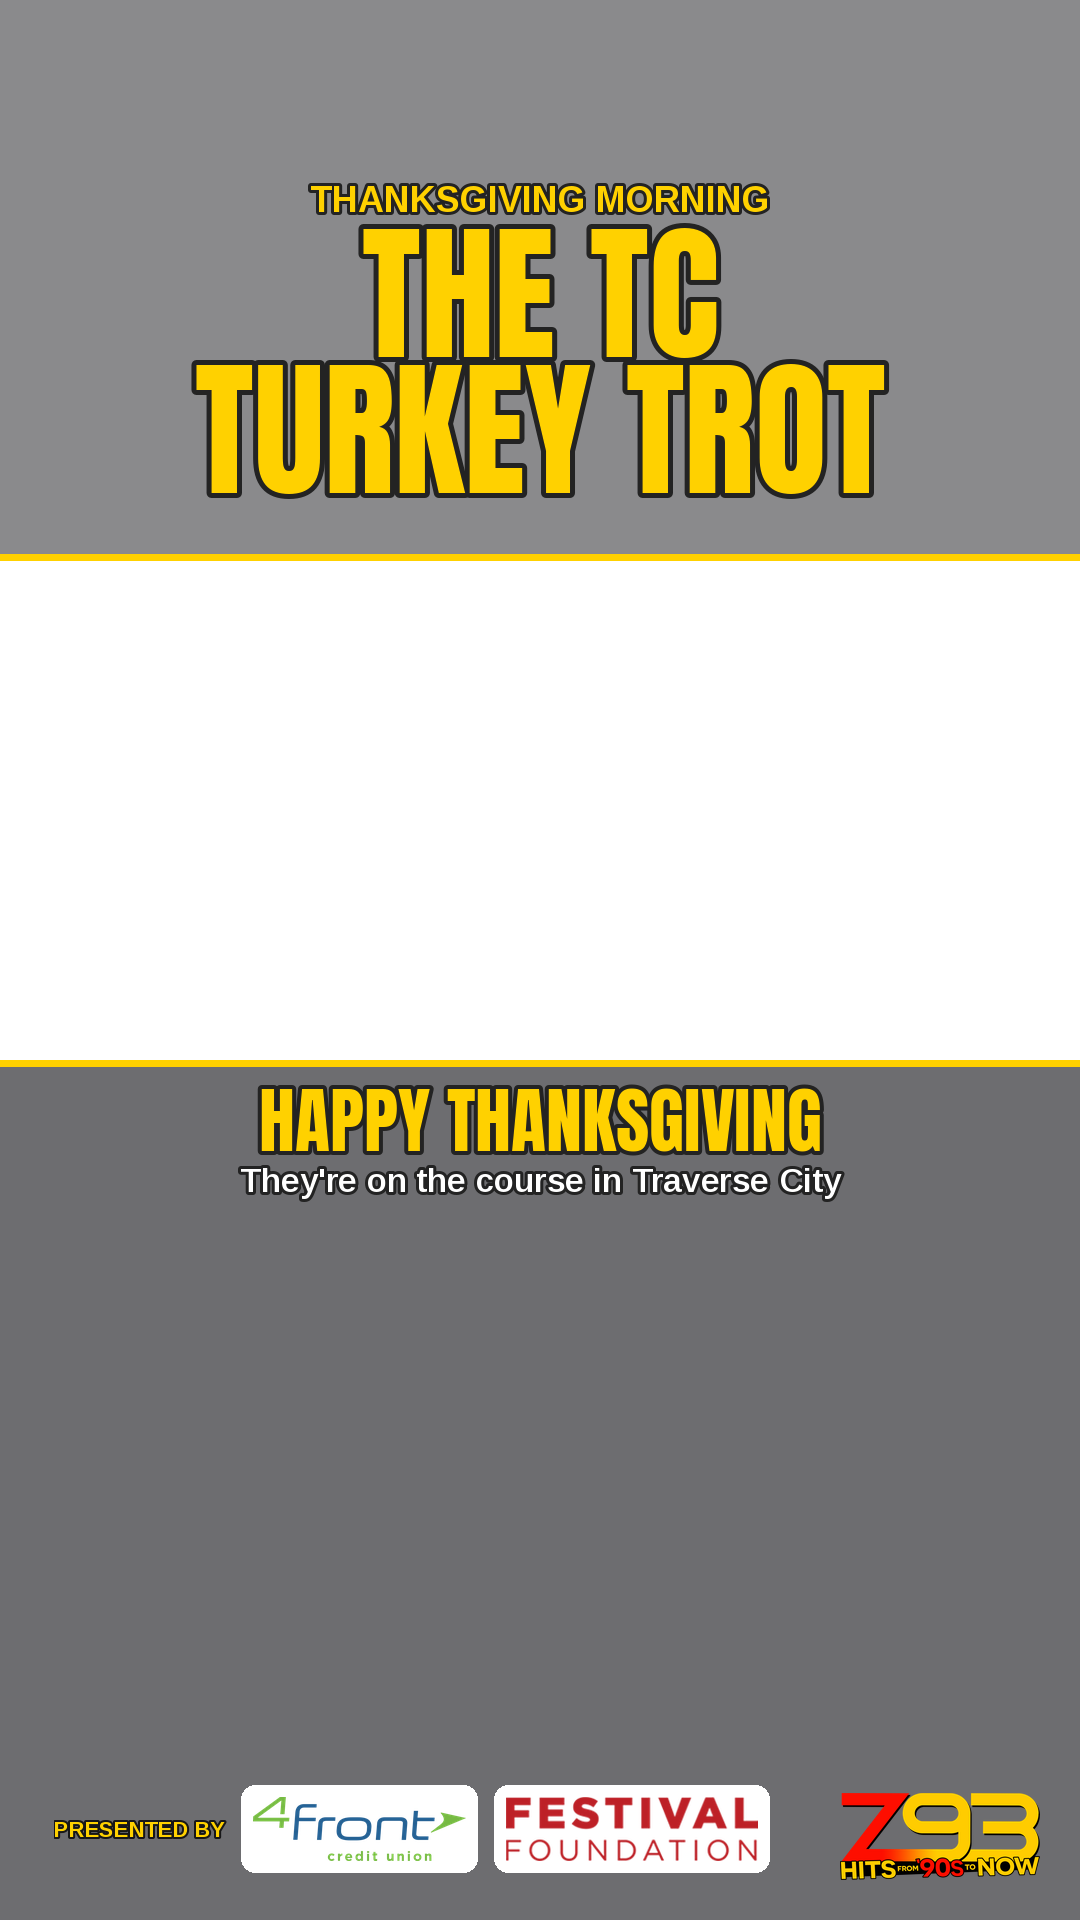 THANKSGIVING MORNING
THE TC
TURKEY TROT
HAPPY THANKSGIVING
They're on the course in Traverse City
PRESENTED BY
4front
credit union
FESTIVAL
FOUNDATION
Z93
HITS FROM '90S TO NOW